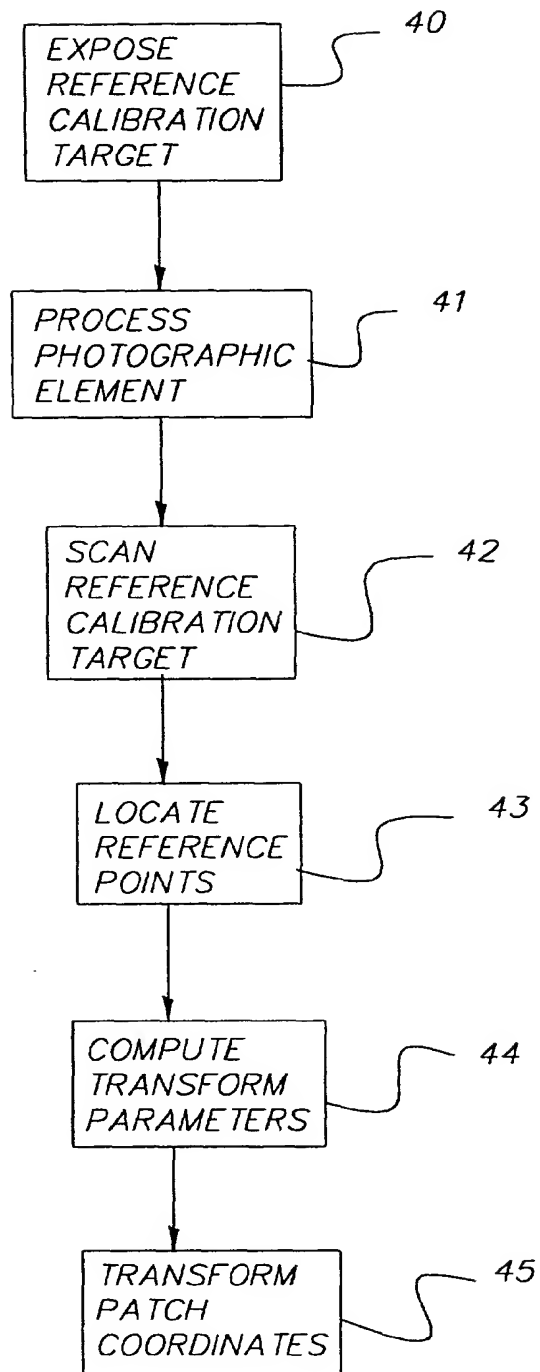 40
EXPOSE
REFERENCE
CALIBRATION
TARGET
41
PROCESS
PHOTOGRAPHIC
ELEMENT
42
SCAN
REFERENCE
CALIBRATION
TARGET
43
LOCATE
REFERENCE
POINTS
44
COMPUTE
TRANSFORM
PARAMETERS
45
TRANSFORM
PATCH
COORDINATES